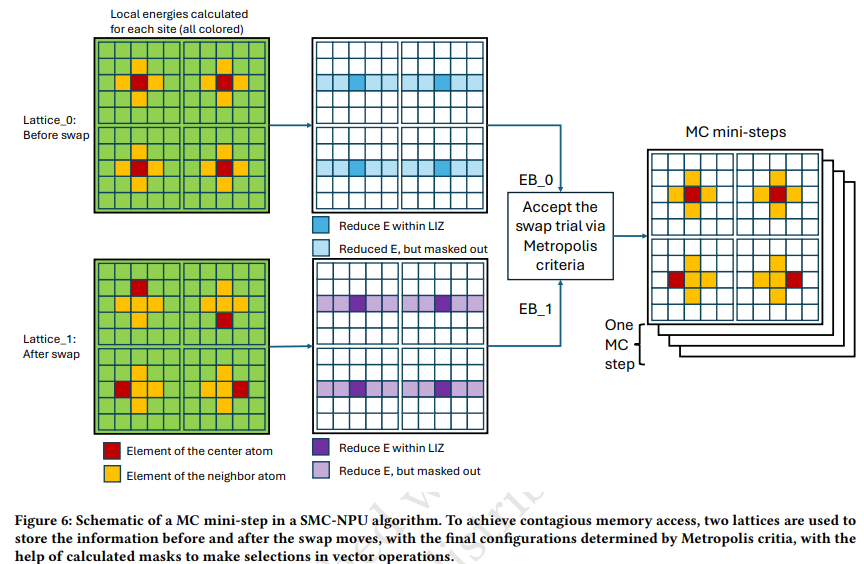 Local energies calculated
for each site (all colored)
Lattice_0:
Before swap
Reduce E within LIZ
Reduced E, but masked out
EB_0
Accept the
swap trial via
Metropolis
criteria
EB_1
MC mini-steps
One
MC
step
Lattice_1:
After swap
Element of the center atom
Element of the neighbor atom
Reduce E within LIZ
Reduce E, but masked out
Figure 6: Schematic of a MC mini-step in a SMC-NPU algorithm. To achieve contagious memory access, two lattices are used to
store the information before and after the swap moves, with the final configurations determined by Metropolis critia, with the
help of calculated masks to make selections in vector operations.